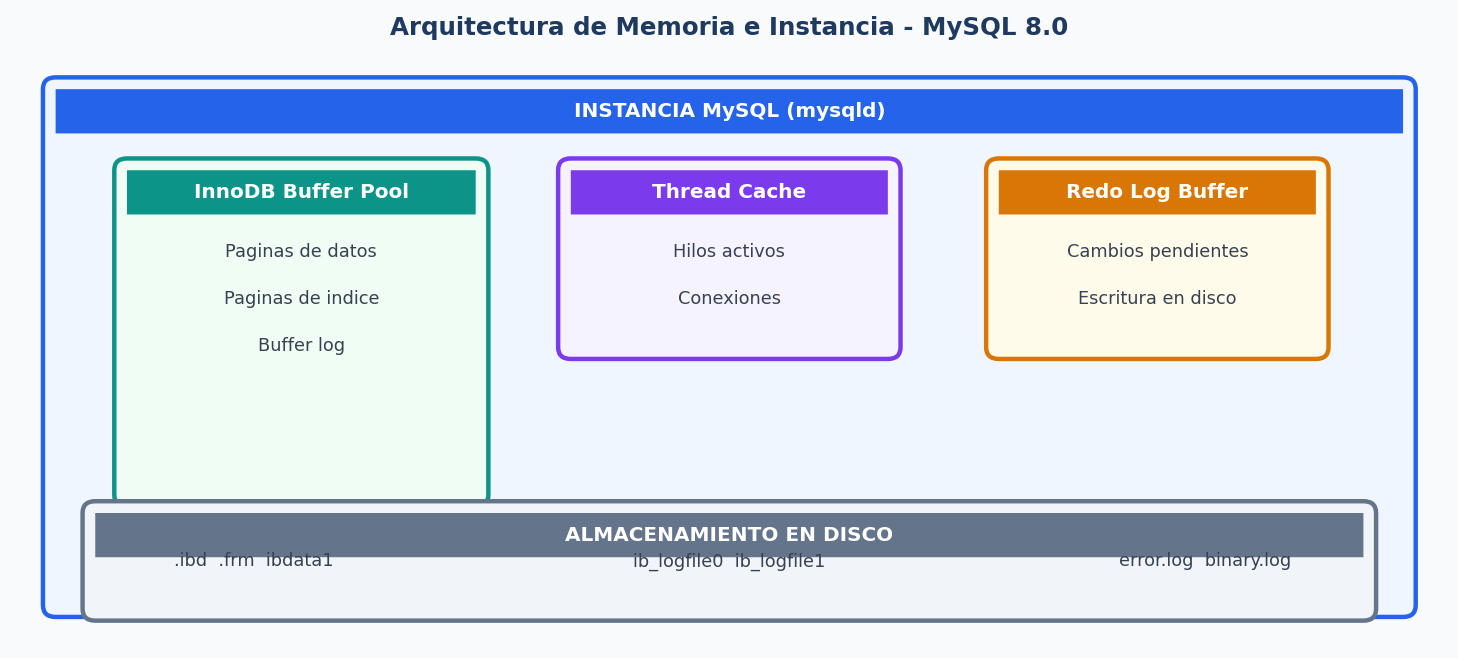 Arquitectura de Memoria e Instancia - MySQL 8.0
INSTANCIA MySQL (mysqld)
InnoDB Buffer Pool
Paginas de datos
Paginas de indice
Buffer log
Thread Cache
Hilos activos
Conexiones
Redo Log Buffer
Cambios pendientes
Escritura en disco
ALMACENAMIENTO EN DISCO
.ibd .frm ibdata1
ib_logfile0 ib_logfile1
error.log binary.log